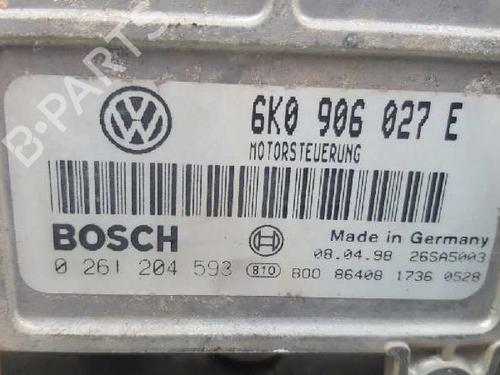 B-PARTS
VW
6K0 906 027 E
MOTORSTEUERUNG
BOSCH
Made in Germany
08.04.98 26SA5003
0 261 204 593 810 800 86408 1736 0528